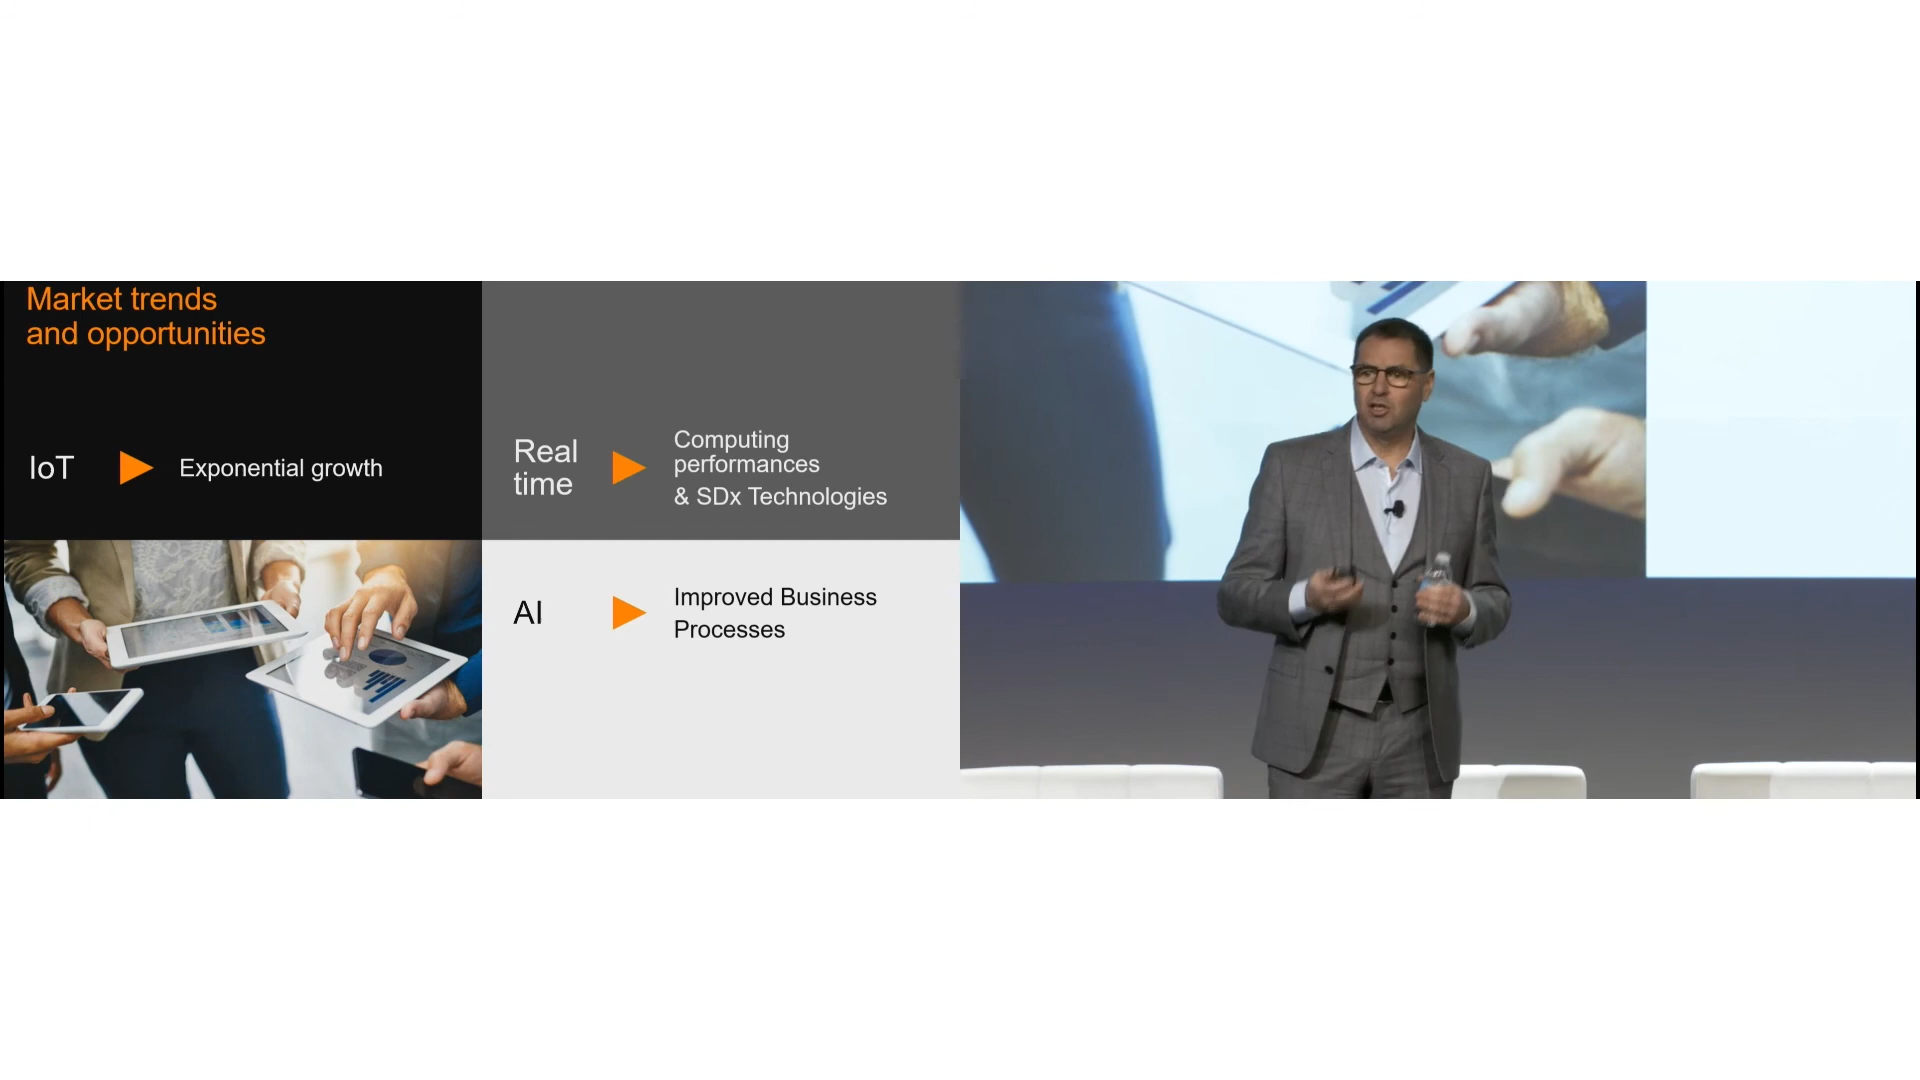 Market trends
and opportunities
IoT
Exponential growth
Real
time
Computing
performances
& SDx Technologies
AI
Improved Business
Processes